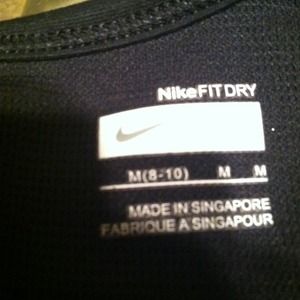 NikeFITDRY
M(8-10) M M
MADE IN SINGAPORE
FABRIQUE A SINGAPOUR